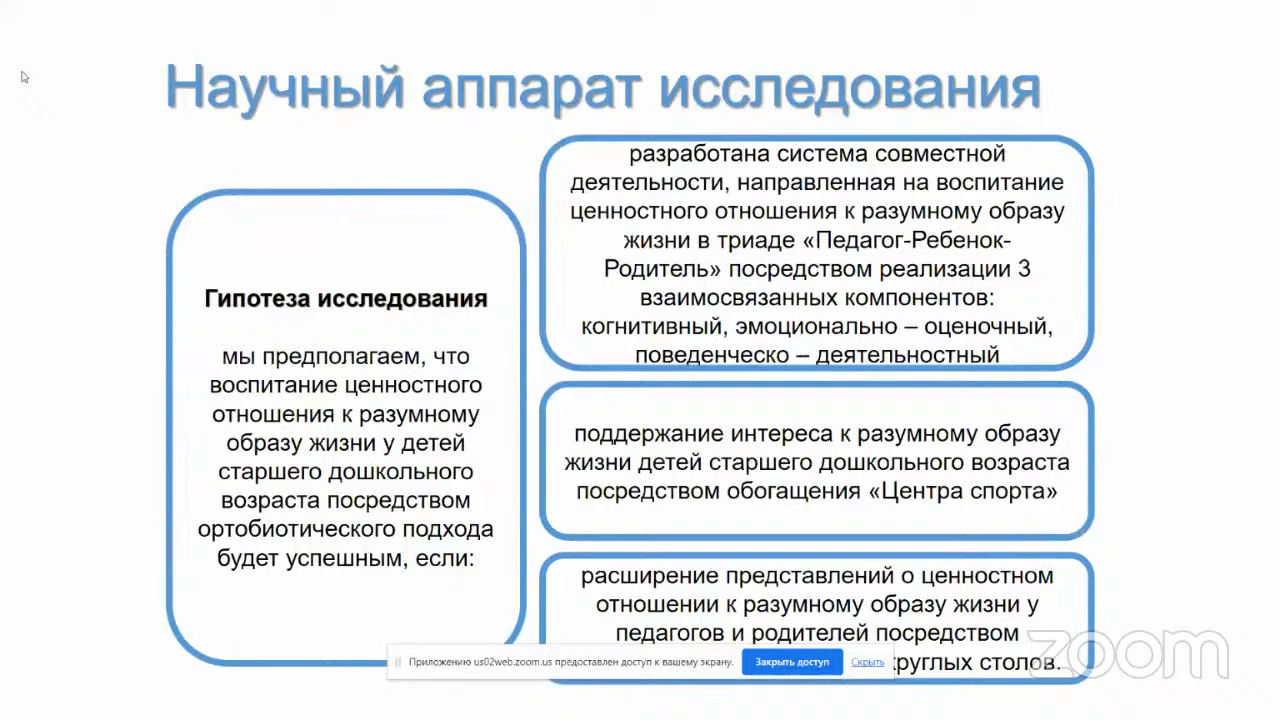 Научный аппарат исследования
Гипотеза исследования
мы предполагаем, что
воспитание ценностного
отношения к разумному
образу жизни у детей
старшего дошкольного
возраста посредством
ортобиотического подхода
будет успешным, если:
разработана система совместной
деятельности, направленная на воспитание
ценностного отношения к разумному образу
жизни в триаде «Педагог-Ребенок-
Родитель» посредством реализации 3
взаимосвязанных компонентов:
когнитивный, эмоционально – оценочный,
поведенческо – деятельностный
поддержание интереса к разумному образу
жизни детей старшего дошкольного возраста
посредством обогащения «Центра спорта»
расширение представлений о ценностном
отношении к разумному образу жизни у
педагогов и родителей посредством
круглых столов.
Приложению us02web.zoom.us предоставлен доступ к вашему экрану.
Закрыть доступ
Скрыть
zoom